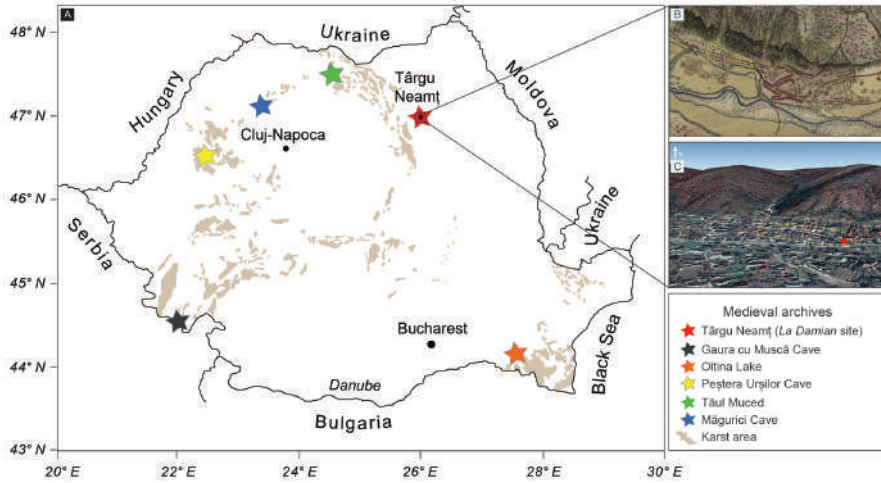 A
48° N
47° N
46° N
45° N
44° N
43° N
20° E
22° E
24° E
26° E
28° E
30° E
Ukraine
Hungary
Moldova
Târgu
Neamț
Cluj-Napoca
Serbia
Ukraine
Bucharest
Black Sea
Danube
Bulgaria
B
C
Medieval archives
Târgu Neamț (La Damian site)
Gaura cu Muscă Cave
Oltina Lake
Peștera Urșilor Cave
Tăul Muced
Măgurici Cave
Karst area